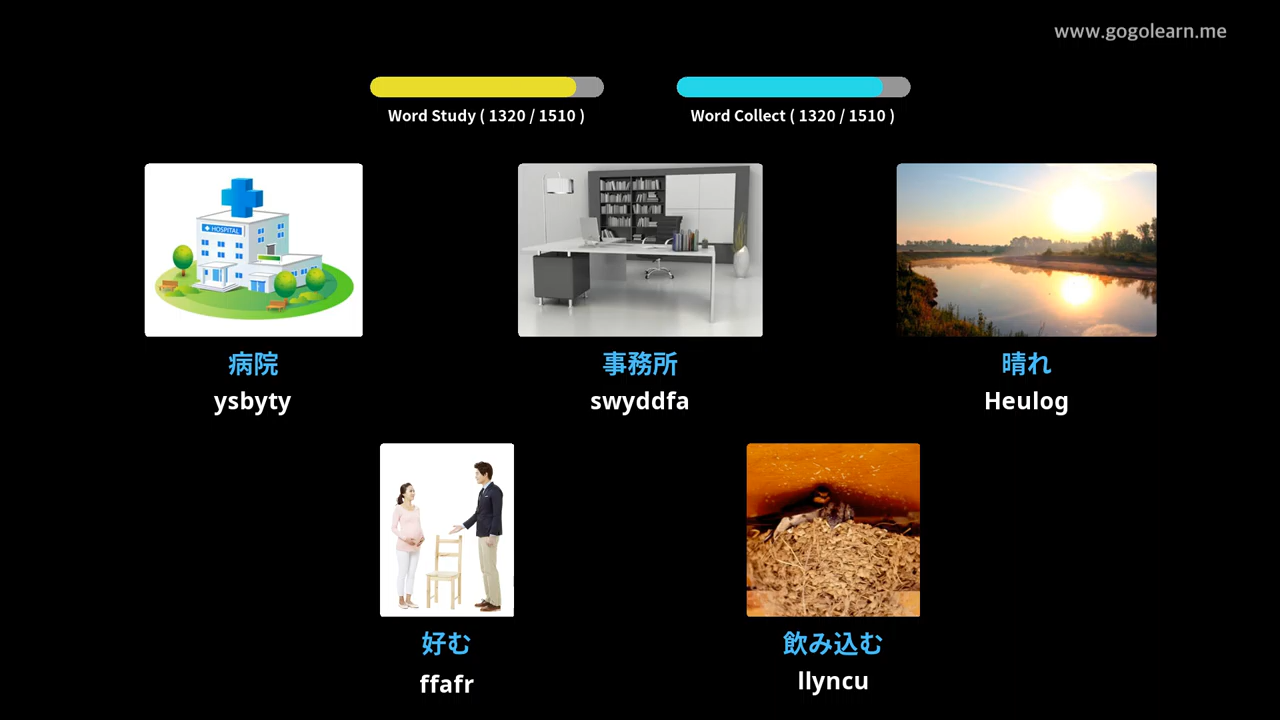 www.gogolearn.me
Word Study ( 1320 / 1510 )
Word Collect ( 1320 / 1510 )
HOSPITAL
病院
ysbyty
事務所
swyddfa
晴れ
Heulog
好む
ffafr
飲み込む
llyncu